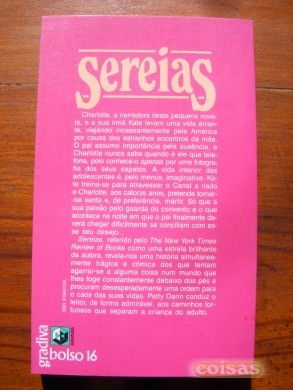 sereias
Charlotte, a narradora desta pequena nove-
la, e a sua irmã Kate levam uma vida erran-
te, viajando incessantemente pela América
por causa dos estranhos encontros da mãe.
O pai assume importância pela ausência, e
Charlotte nunca sabe quando é ele que tele-
fona, pois conhece-o apenas por uma fotogra-
fia dos seus sapatos. A vida interior das
adolescentes é, pelo menos, imaginativa: Ka-
te treina-se para atravessar o Canal a nado
e Charlotte, aos catorze anos, pretende tornar-
-se santa e, de preferência, mártir. Só que a
sua paixão pelo guarda do convento e o que
acontece na noite em que o pai finalmente de-
verá chegar dificilmente se conciliam com es-
se seu desejo...
Sereias, referido pelo The New York Times
Review of Books como uma estreia brilhante
da autora, revela-nos uma história simultanea-
mente trágica e cómica dos que tentam
agarrar-se a alguma coisa num mundo que
lhes foge constantemente debaixo dos pés e
procuram desesperadamente uma ordem para
o caos das suas vidas. Patty Dann conduz o
leitor, de forma admirável, aos caminhos tor-
tuosos que separam a criança do adulto.
gradiva
bolso 16
coisas